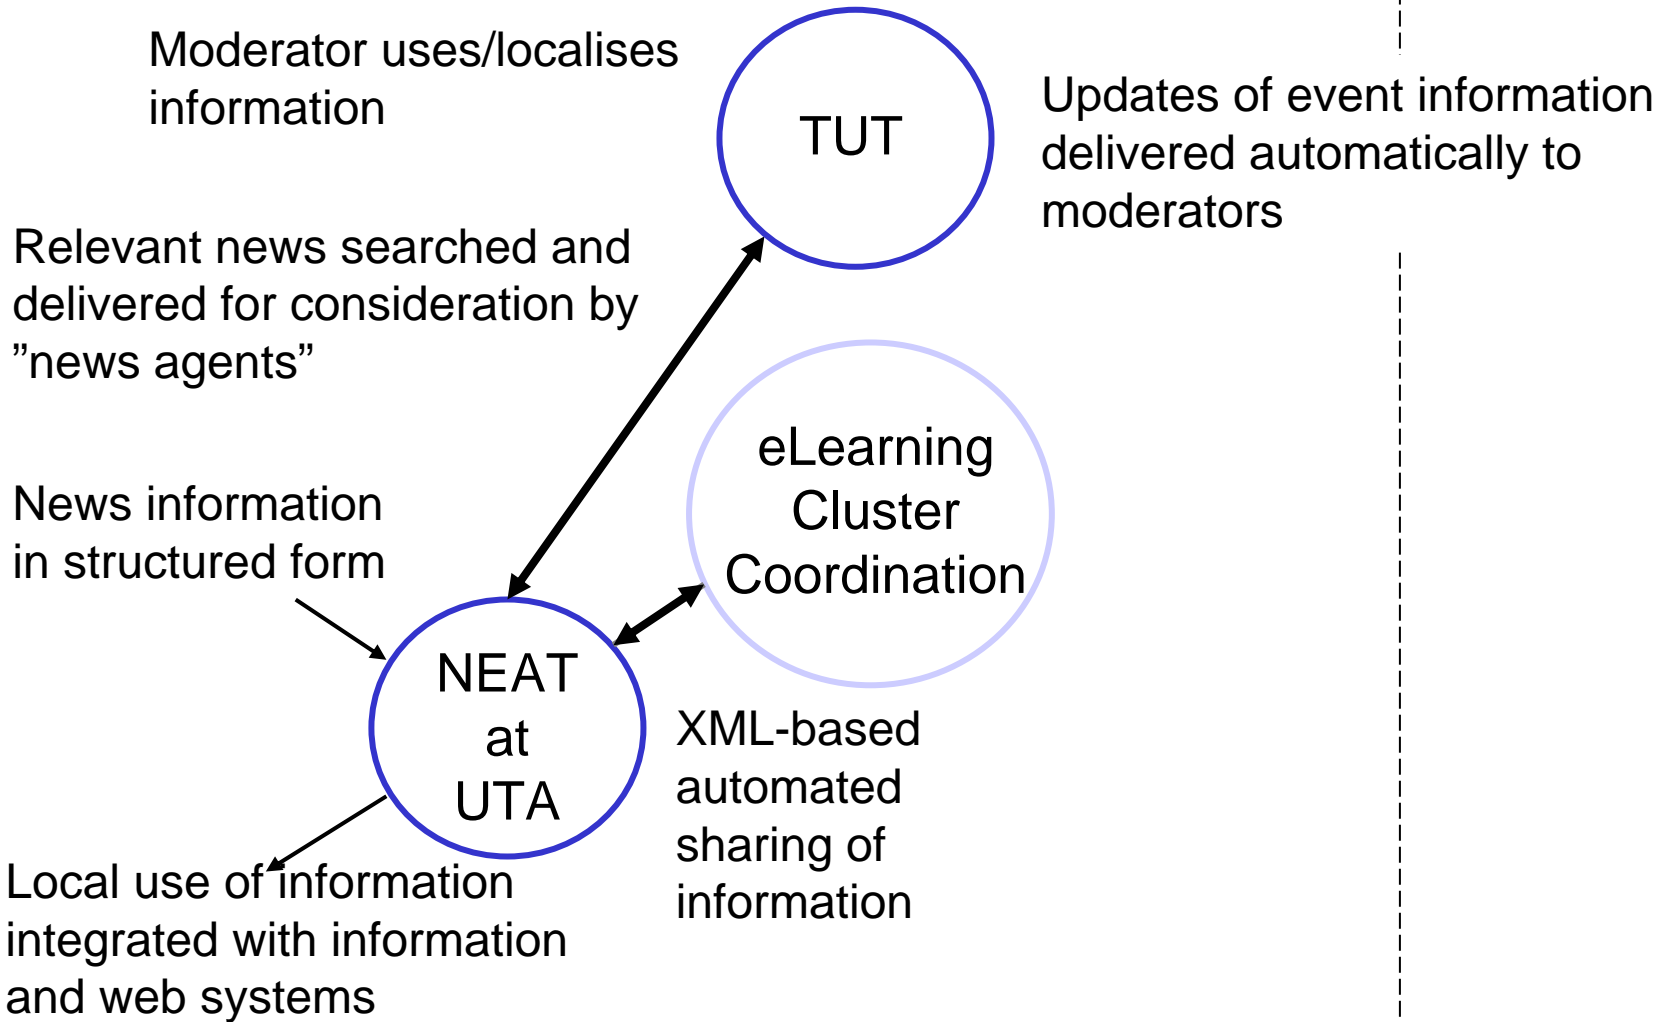 Moderator uses/localises
information
TUT
Updates of event information
delivered automatically to
moderators
Relevant news searched and
delivered for consideration by
”news agents”
eLearning
Cluster
Coordination
News information
in structured form
NEAT
at
UTA
XML-based
automated
sharing of
information
Local use of information
integrated with information
and web systems